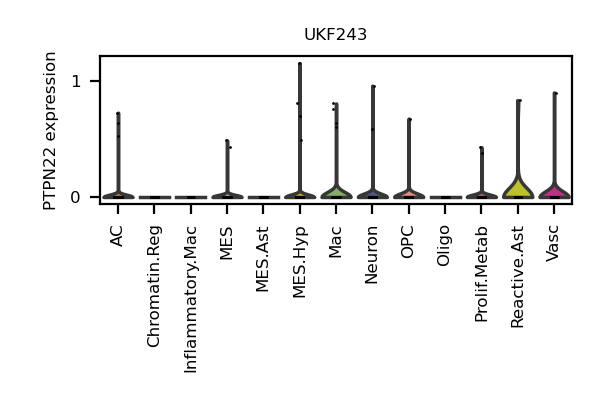 UKF243
PTPN22 expression
1
0
AC
Chromatin.Reg
Inflammatory.Mac
MES
MES.Ast
MES.Hyp
Mac
Neuron
OPC
Oligo
Prolif.Metab
Reactive.Ast
Vasc